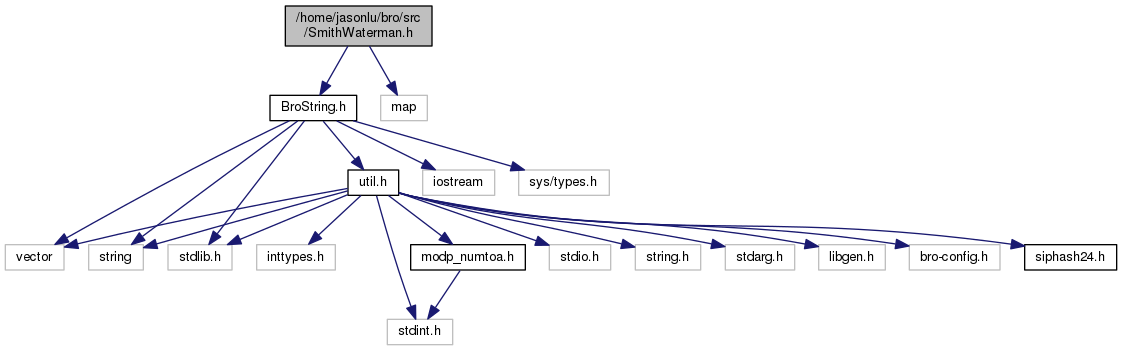 /home/jasonlu/bro/src
/SmithWaterman.h
BroString.h
map
util.h
iostream
sys/types.h
vector
string
stdlib.h
inttypes.h
modp_numtoa.h
stdio.h
string.h
stdarg.h
libgen.h
bro-config.h
siphash24.h
stdint.h